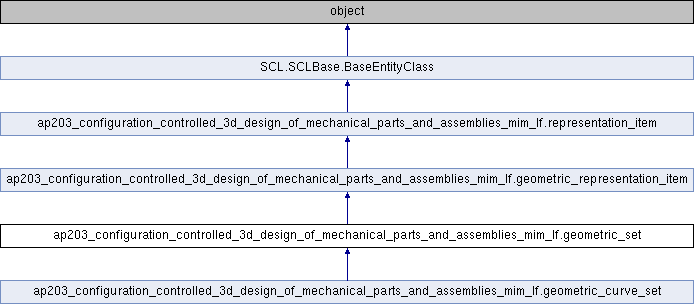 object
SCL.SCLBase.BaseEntityClass
ap203_configuration_controlled_3d_design_of_mechanical_parts_and_assemblies_mim_lf.representation_item
ap203_configuration_controlled_3d_design_of_mechanical_parts_and_assemblies_mim_lf.geometric_representation_item
ap203_configuration_controlled_3d_design_of_mechanical_parts_and_assemblies_mim_lf.geometric_set
ap203_configuration_controlled_3d_design_of_mechanical_parts_and_assemblies_mim_lf.geometric_curve_set